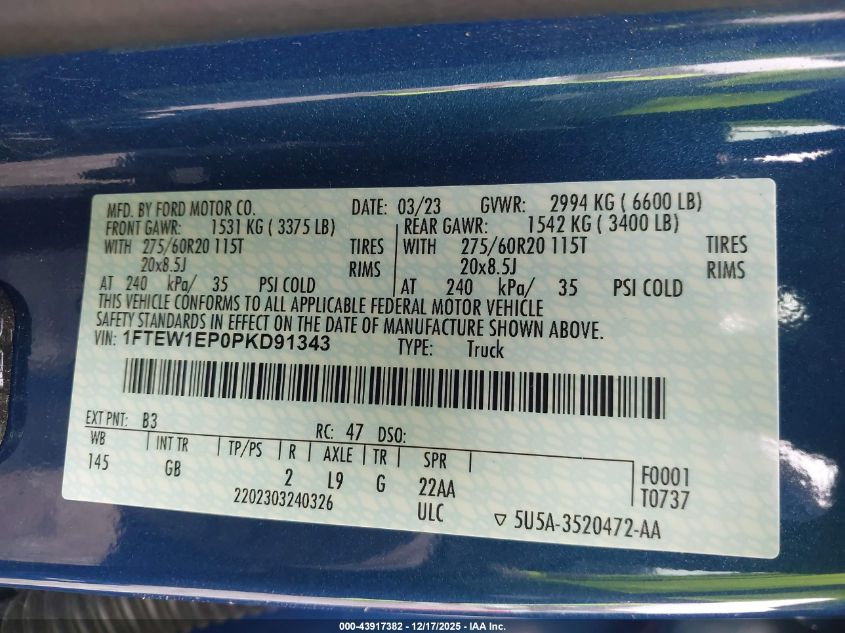 MFD. BY FORD MOTOR CO. DATE: 03/23 GVWR: 2994 KG ( 6600 LB)
FRONT GAWR: 1531 KG ( 3375 LB) REAR GAWR: 1542 KG ( 3400 LB)
WITH 275/60R20 115T TIRES WITH 275/60R20 115T TIRES
20x8.5J RIMS 20x8.5J RIMS
AT 240 kPa/ 35 PSI COLD AT 240 kPa/ 35 PSI COLD
THIS VEHICLE CONFORMS TO ALL APPLICABLE FEDERAL MOTOR VEHICLE
SAFETY STANDARDS IN EFFECT ON THE DATE OF MANUFACTURE SHOWN ABOVE.
VIN: 1FTEW1EP0PKD91343 TYPE: Truck
EXT PNT: B3 RC: 47 DSO:
WB INT TR TP/PS R AXLE TR SPR
145 GB 2 L9 G 22AA F0001
2202303240326 ULC T0737
5U5A-3520472-AA
000-43917382 - 12/17/2025 - IAA Inc.